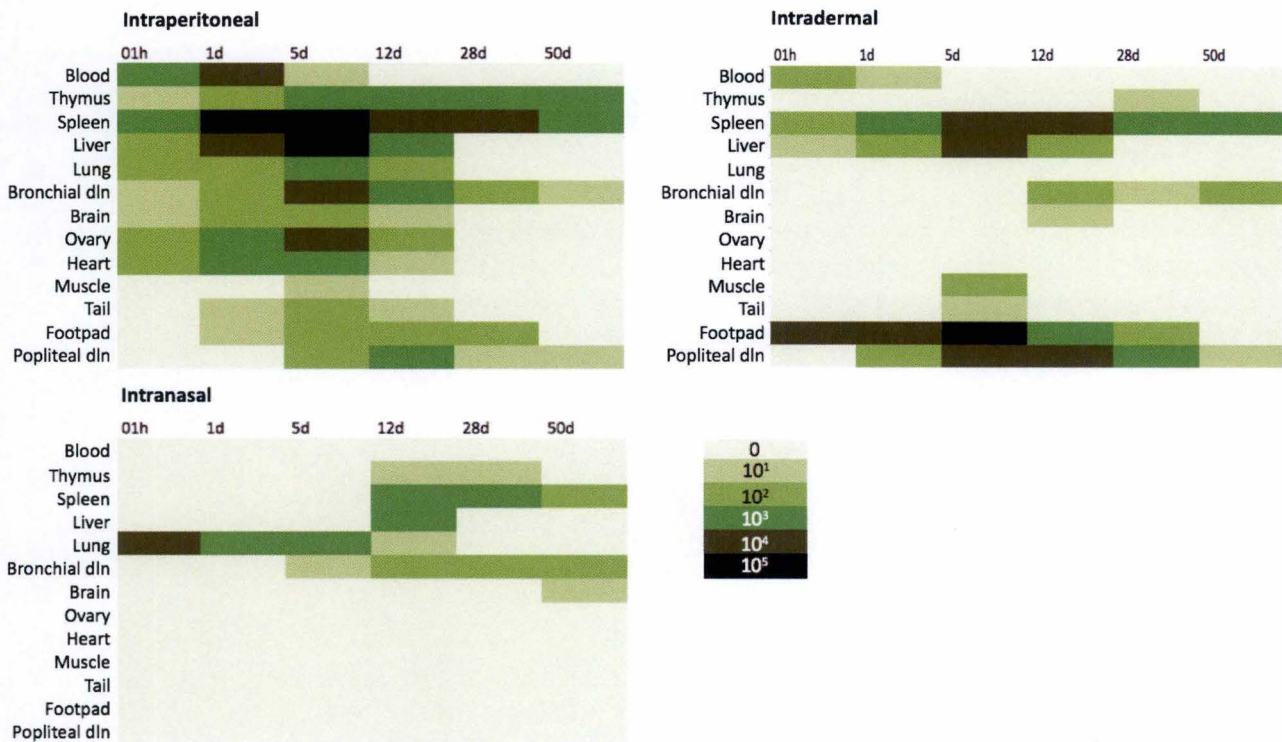 Intraperitoneal
01h 1d 5d 12d 28d 50d
Blood
Thymus
Spleen
Liver
Lung
Bronchial dln
Brain
Ovary
Heart
Muscle
Tail
Footpad
Popliteal dln
Intradermal
01h 1d 5d 12d 28d 50d
Blood
Thymus
Spleen
Liver
Lung
Bronchial dln
Brain
Ovary
Heart
Muscle
Tail
Footpad
Popliteal dln
Intranasal
01h 1d 5d 12d 28d 50d
Blood
Thymus
Spleen
Liver
Lung
Bronchial dln
Brain
Ovary
Heart
Muscle
Tail
Footpad
Popliteal dln
0
10¹
10²
10³
10⁴
10⁵